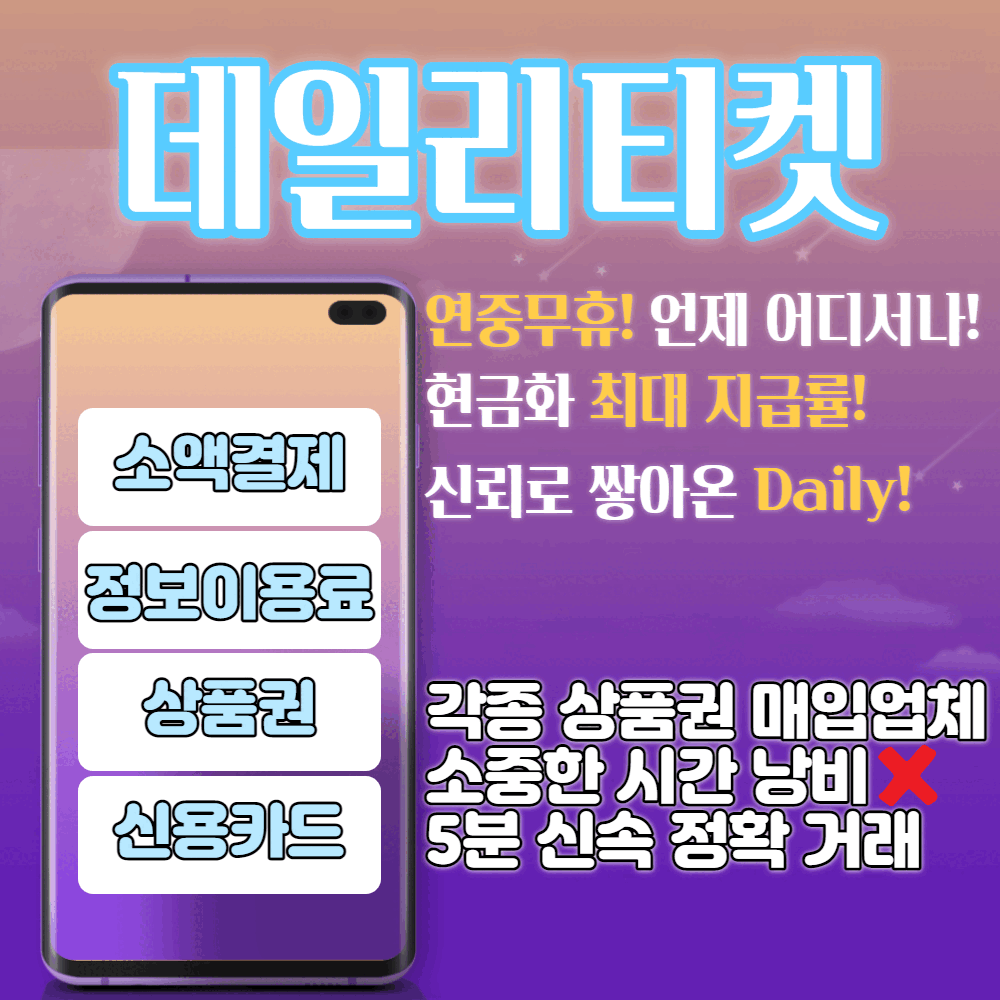 데일리티켓
연중무휴! 언제 어디서나!
현금화 최대 지급률!
신뢰로 쌓아온 Daily!
소액결제
정보이용료
상품권
신용카드
각종 상품권 매입업체
소중한 시간 낭비❌
5분 신속 정확 거래